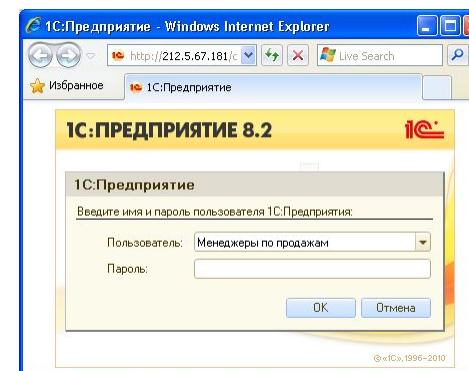 1С:Предприятие - Windows Internet Explorer
http://212.5.67.181/c
Live Search
Избранное
1С:Предприятие
1С:ПРЕДПРИЯТИЕ 8.2
1С
1С:Предприятие
Введите имя и пароль пользователя 1С:Предприятия:
Пользователь: Менеджеры по продажам
Пароль:
OK Отмена
© «1С», 1996-2010